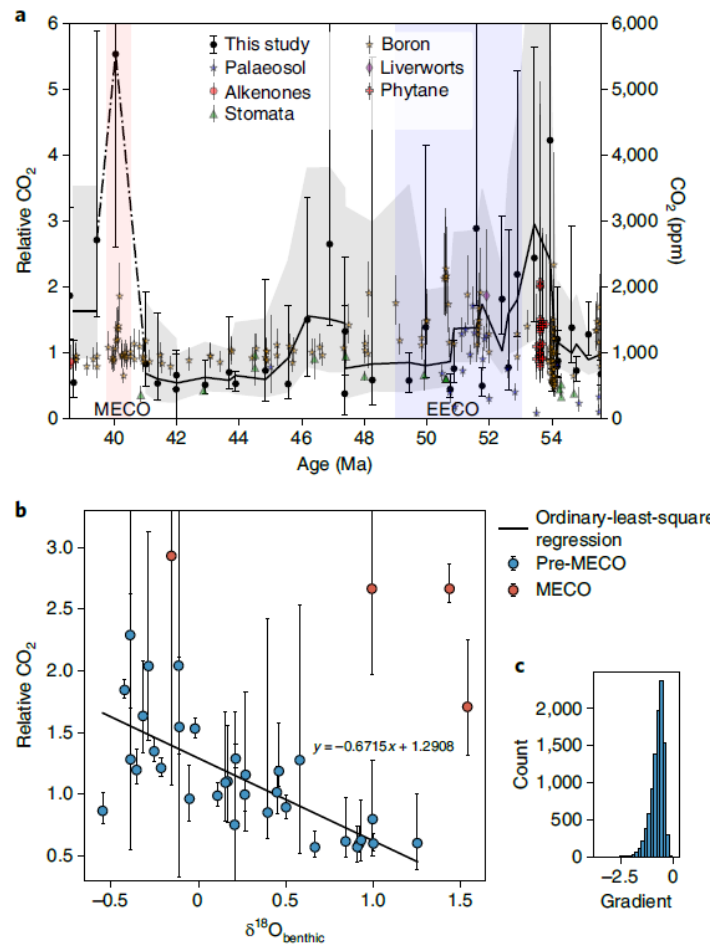 a
6
5
4
3
2
1
0
Relative CO2
6,000
5,000
4,000
3,000
2,000
1,000
0
CO2 (ppm)
This study
Palaeosol
Alkenones
Stomata
Boron
Liverworts
Phytane
MECO
EECO
40 42 44 46 48 50 52 54
Age (Ma)
b
3.0
2.5
2.0
1.5
1.0
0.5
Relative CO2
y = −0.6715x + 1.2908
−0.5 0 0.5 1.0 1.5
δ18Obenthic
Ordinary-least-square
regression
Pre-MECO
MECO
c
2,000
1,500
1,000
500
0
Count
−2.5 0
Gradient